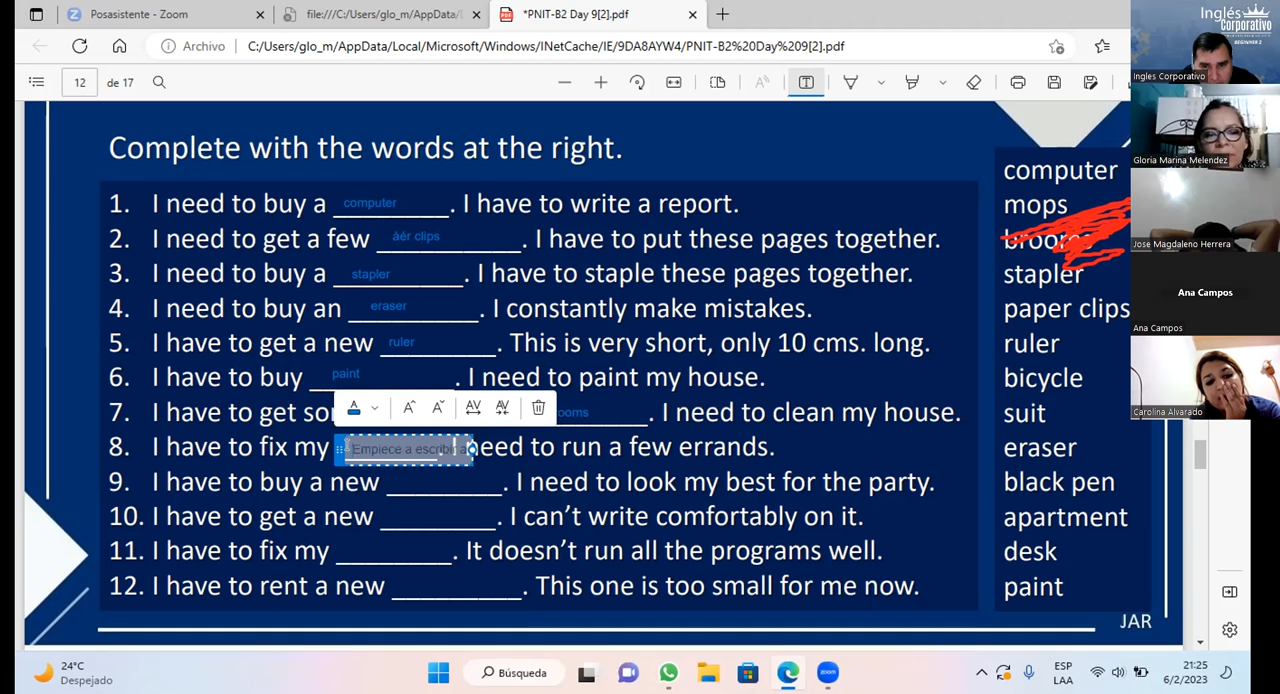 Posasistente - Zoom
file:///C:/Users/glo_m/AppData/L
*PNIT-B2 Day 9[2].pdf
Archivo
C:/Users/glo_m/AppData/Local/Microsoft/Windows/INetCache/IE/9DA8AYW4/PNIT-B2%20Day%209[2].pdf
12 de 17
Complete with the words at the right.
1. I need to buy a computer. I have to write a report.
2. I need to get a few áér clips. I have to put these pages together.
3. I need to buy a stapler. I have to staple these pages together.
4. I need to buy an eraser. I constantly make mistakes.
5. I have to get a new ruler. This is very short, only 10 cms. long.
6. I have to buy paint. I need to paint my house.
7. I have to get so rooms. I need to clean my house.
8. I have to fix my Empiece a escribir a. I need to run a few errands.
9. I have to buy a new __________. I need to look my best for the party.
10. I have to get a new __________. I can't write comfortably on it.
11. I have to fix my __________. It doesn't run all the programs well.
12. I have to rent a new ___________. This one is too small for me now.
computer
mops
brooms
stapler
paper clips
ruler
bicycle
suit
eraser
black pen
apartment
desk
paint
JAR
Inglés
Corporativo
BEGINNER 2
Ingles Corporativo
Gloria Marina Melendez
Jose Magdaleno Herrera
Ana Campos
Ana Campos
Carolina Alvarado
24°C
Despejado
Búsqueda
zoom
ESP
LAA
21:25
6/2/2023